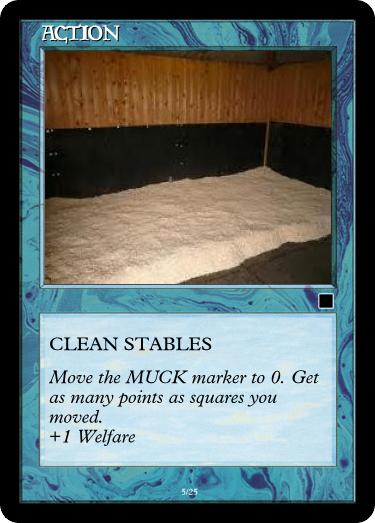 ACTION
CLEAN STABLES
Move the MUCK marker to 0. Get
as many points as squares you
moved.
+1 Welfare
5/25